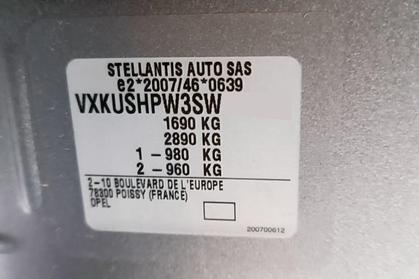 STELLANTIS AUTO SAS
e2*2007/46*0639
VXKUSHPW3SW
1690 KG
2890 KG
1 - 980 KG
2 - 960 KG
2-10 BOULEVARD DE L'EUROPE
78300 POISSY (FRANCE)
OPEL
200700612